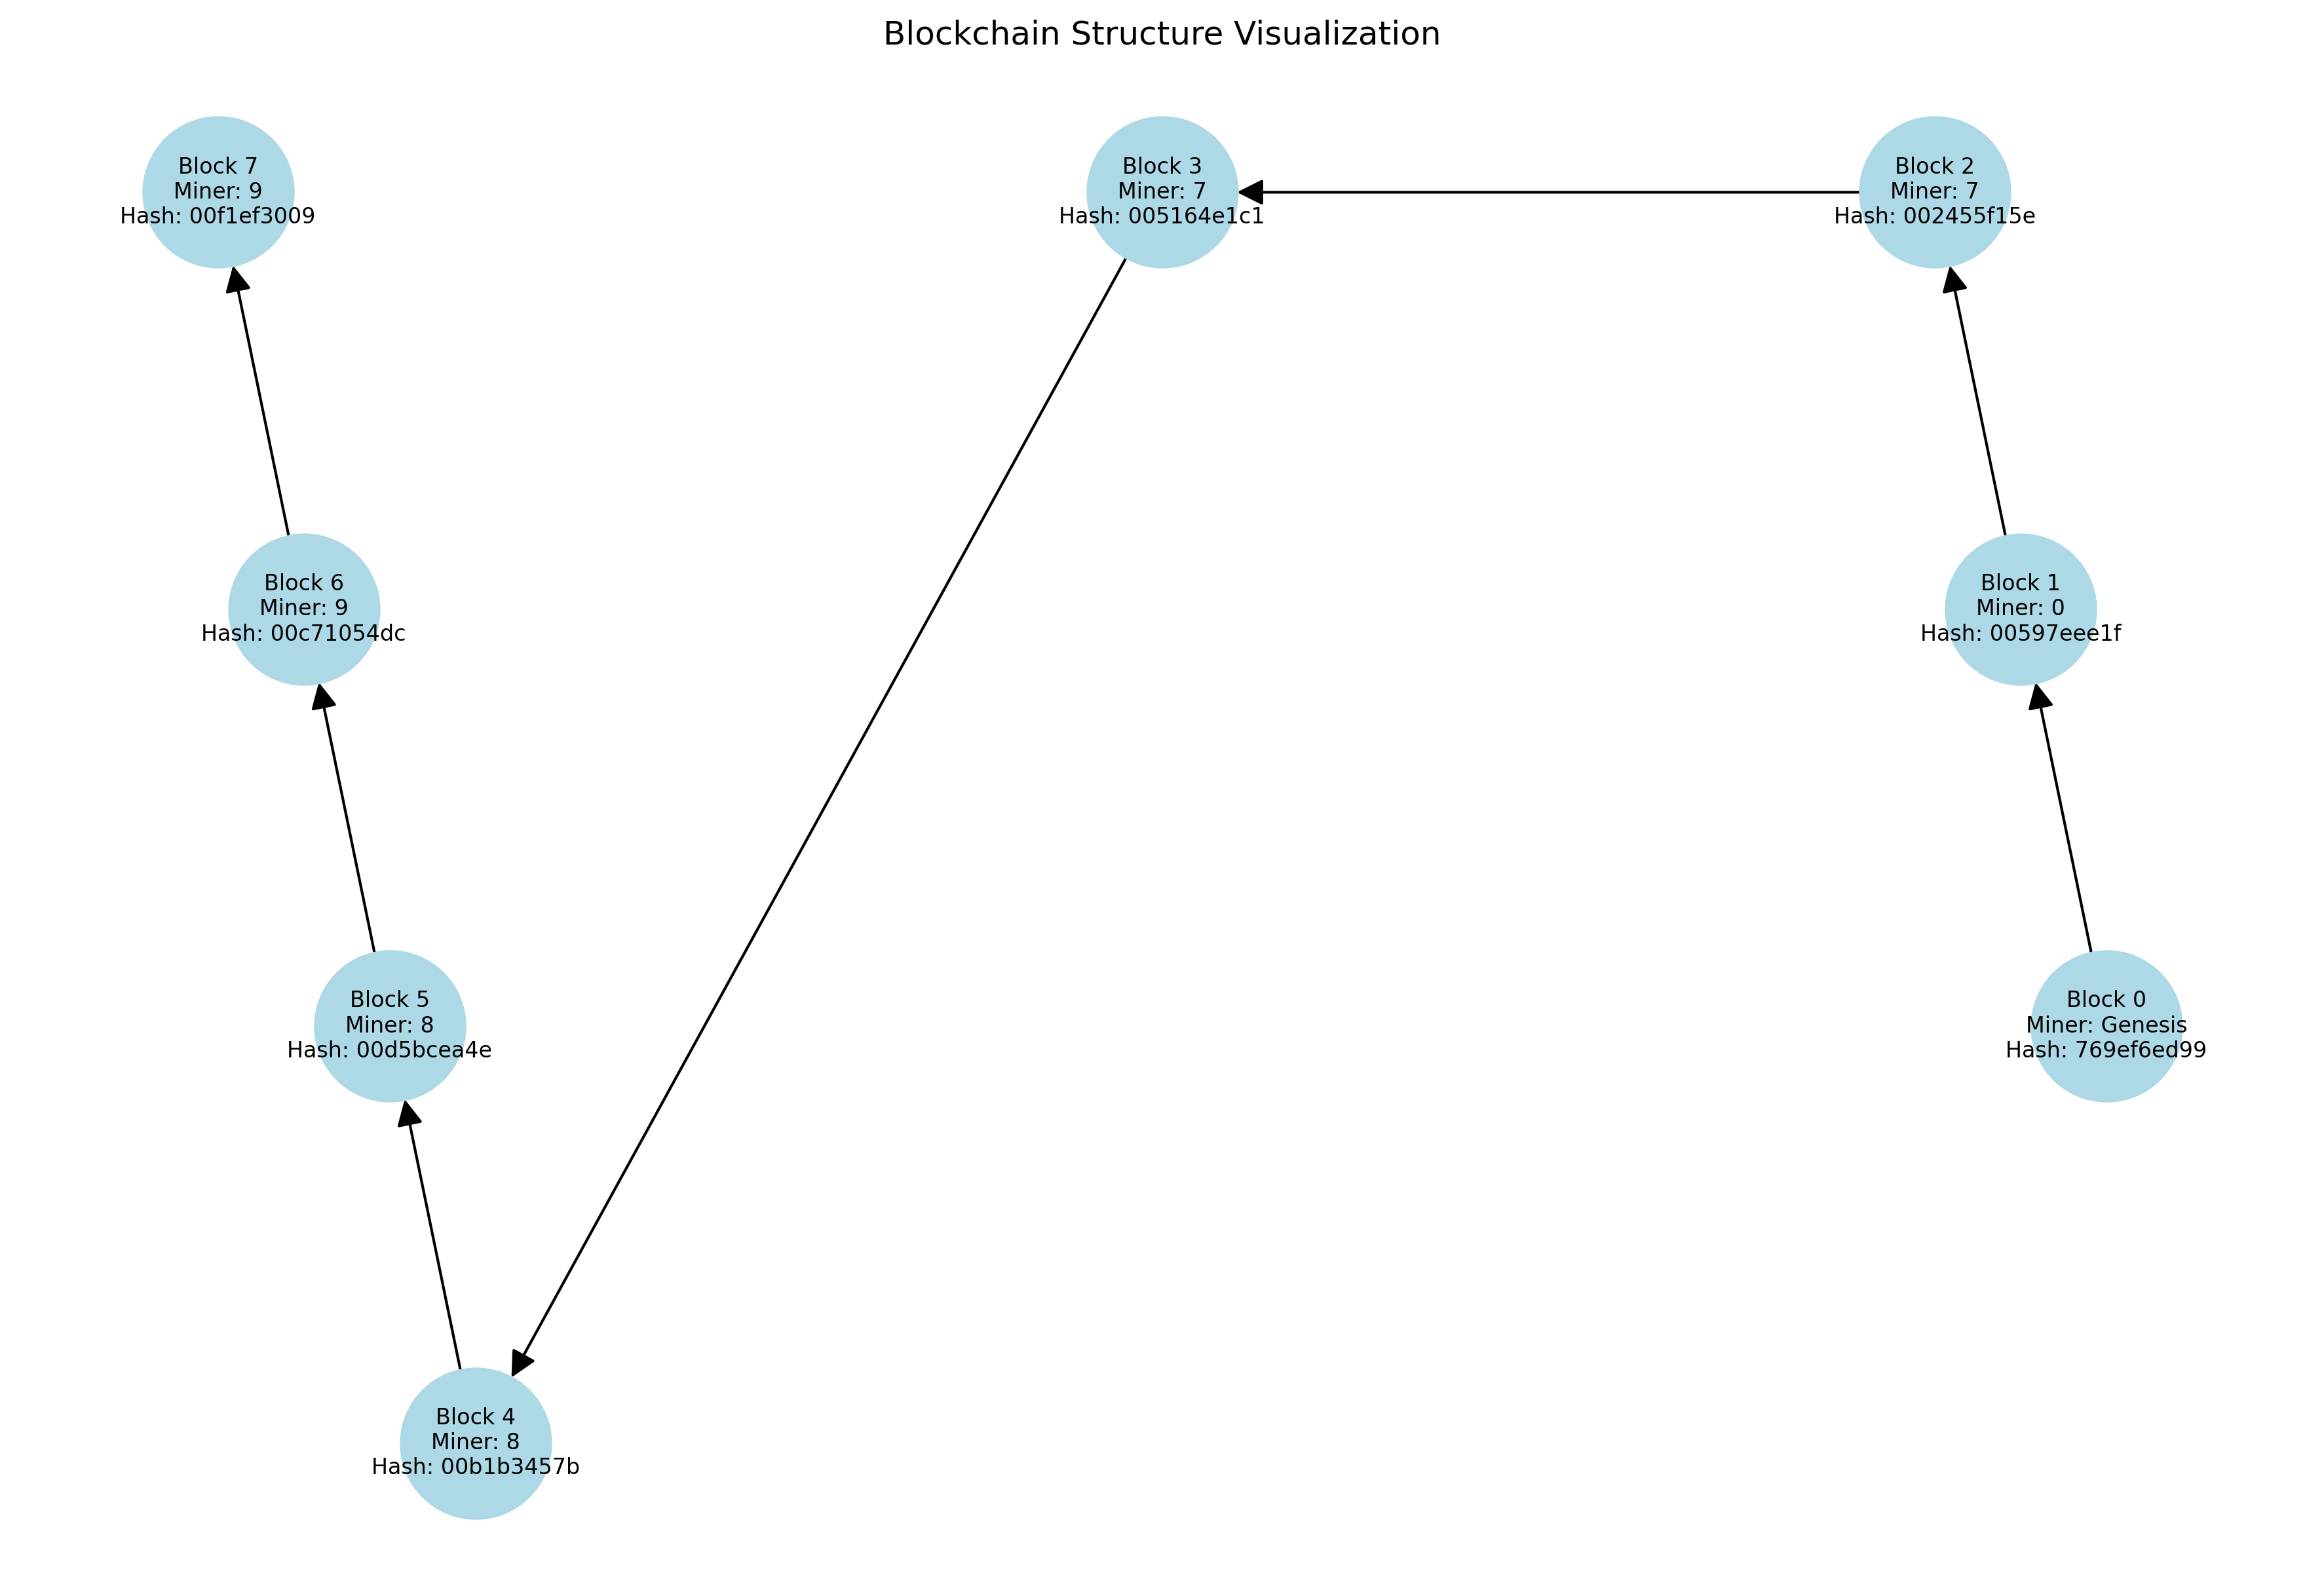 Blockchain Structure Visualization
Block 7
Miner: 9
Hash: 00f1ef3009
Block 3
Miner: 7
Hash: 005164e1c1
Block 2
Miner: 7
Hash: 002455f15e
Block 6
Miner: 9
Hash: 00c71054dc
Block 1
Miner: 0
Hash: 00597eee1f
Block 5
Miner: 8
Hash: 00d5bcea4e
Block 0
Miner: Genesis
Hash: 769ef6ed99
Block 4
Miner: 8
Hash: 00b1b3457b